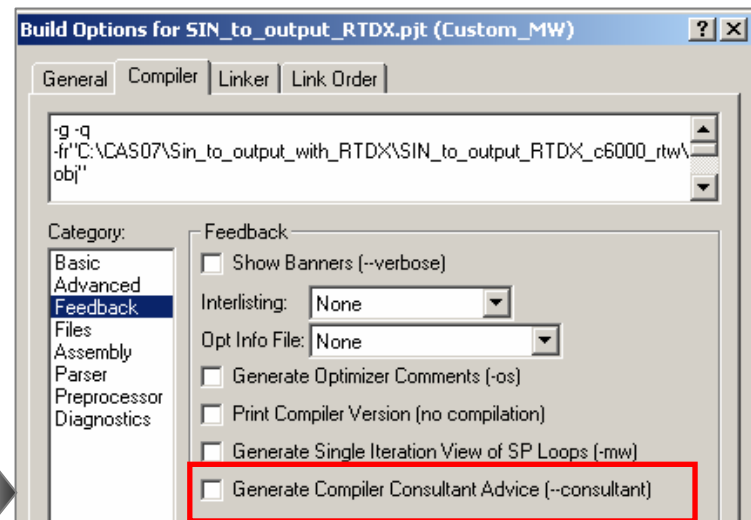 Build Options for SIN_to_output_RTDX.pjt (Custom_MW)
General Compiler Linker Link Order
-g -q
-fr"C:\CAS07\Sin_to_output_with_RTDX\SIN_to_output_RTDX_c6000_rtw\
obj"
Category:
Basic
Advanced
Feedback
Files
Assembly
Parser
Preprocessor
Diagnostics
Feedback
Show Banners (--verbose)
Interlisting: None
Opt Info File: None
Generate Optimizer Comments (-os)
Print Compiler Version (no compilation)
Generate Single Iteration View of SP Loops (-mw)
Generate Compiler Consultant Advice (--consultant)